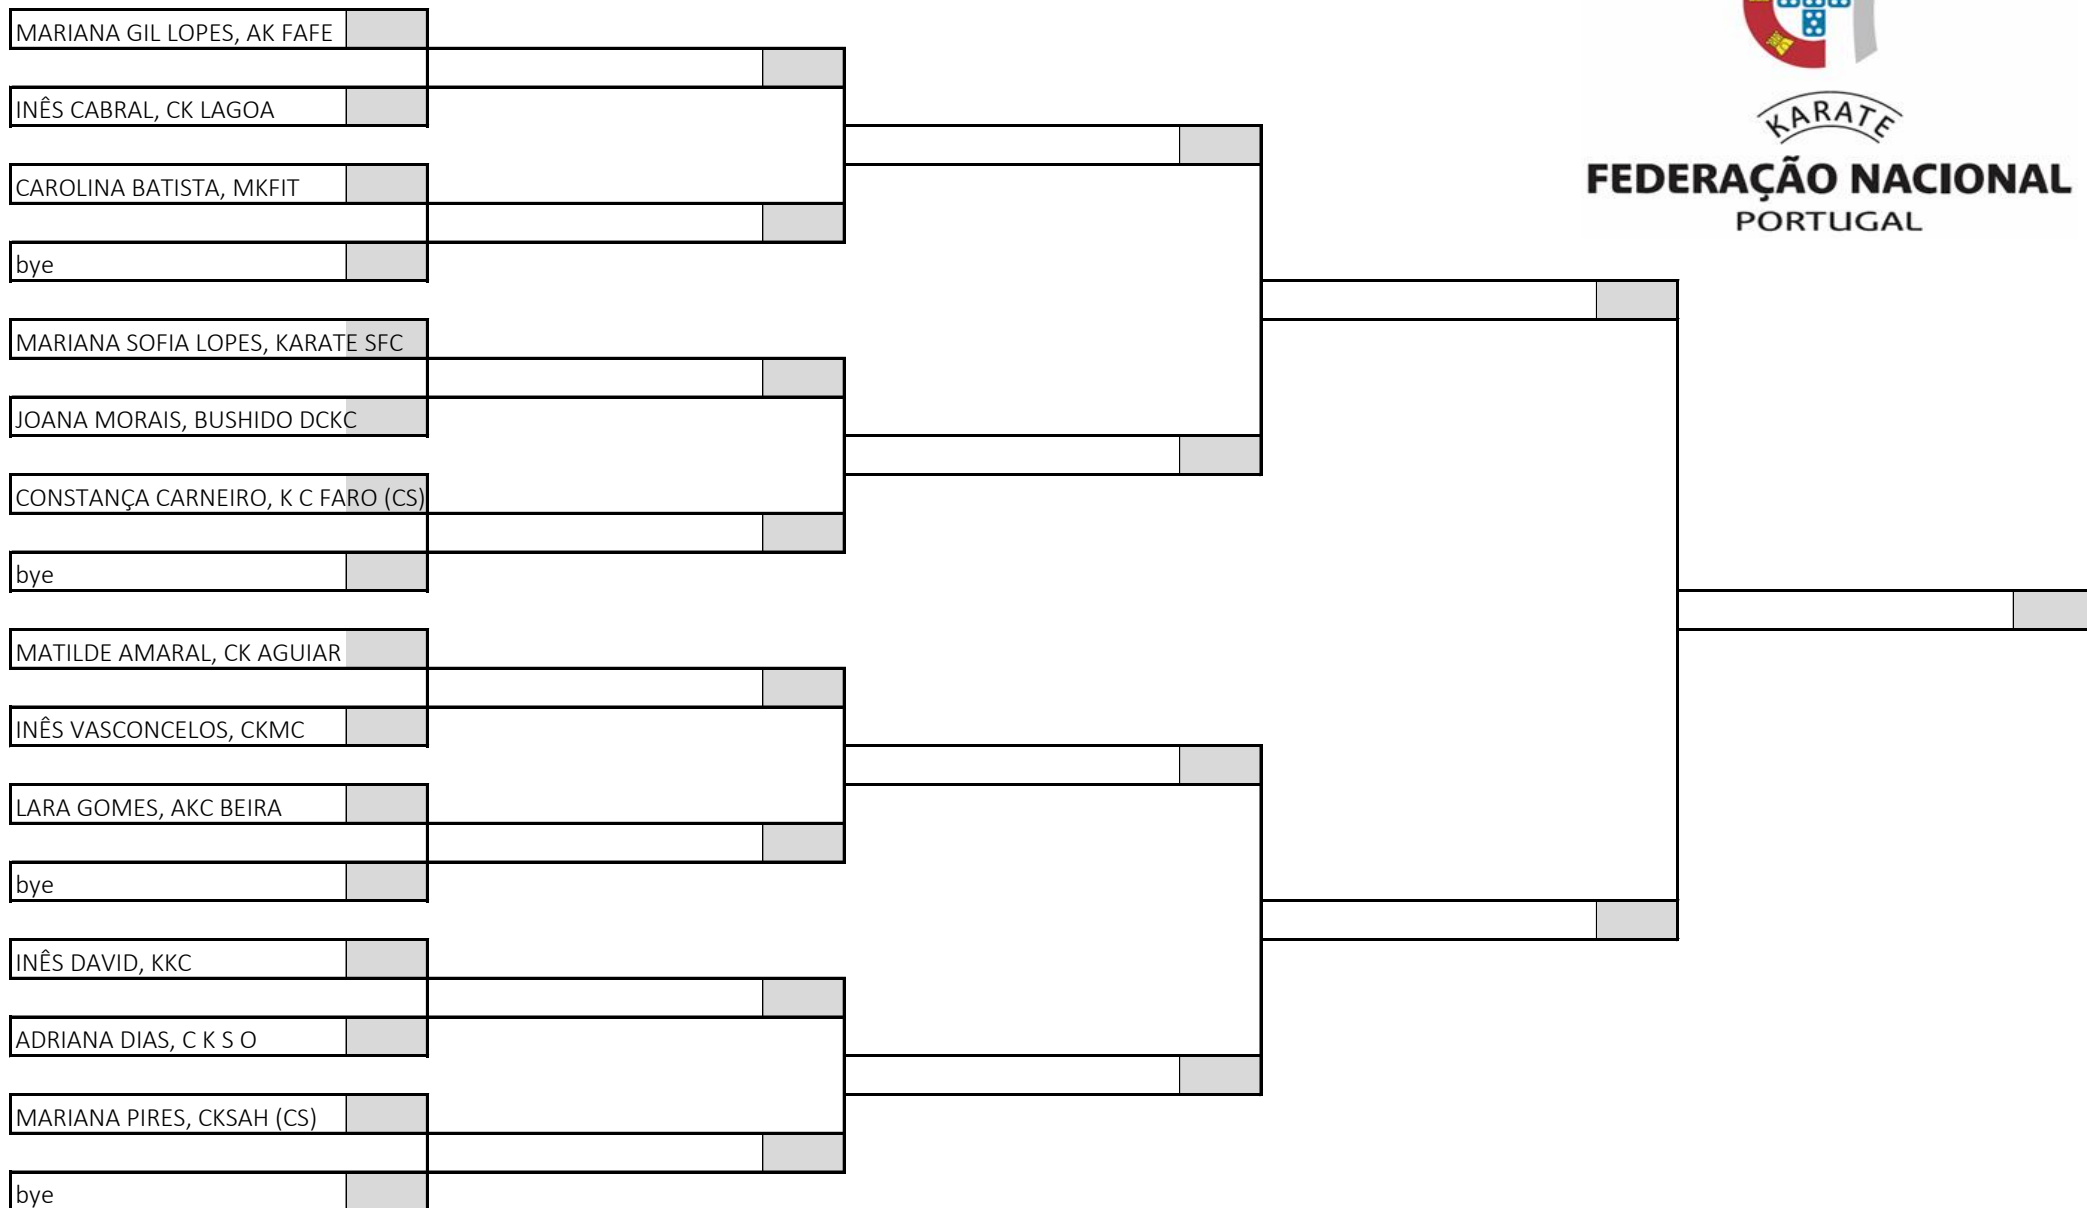 MARIANA GIL LOPES, AK FAFE
INÊS CABRAL, CK LAGOA
CAROLINA BATISTA, MKFIT
bye
MARIANA SOFIA LOPES, KARATE SFC
JOANA MORAIS, BUSHIDO DCKC
CONSTANÇA CARNEIRO, K C FARO (CS)
bye
MATILDE AMARAL, CK AGUIAR
INÊS VASCONCELOS, CKMC
LARA GOMES, AKC BEIRA
bye
INÊS DAVID, KKC
ADRIANA DIAS, C K S O
MARIANA PIRES, CKSAH (CS)
bye
KARATE
FEDERAÇÃO NACIONAL
PORTUGAL